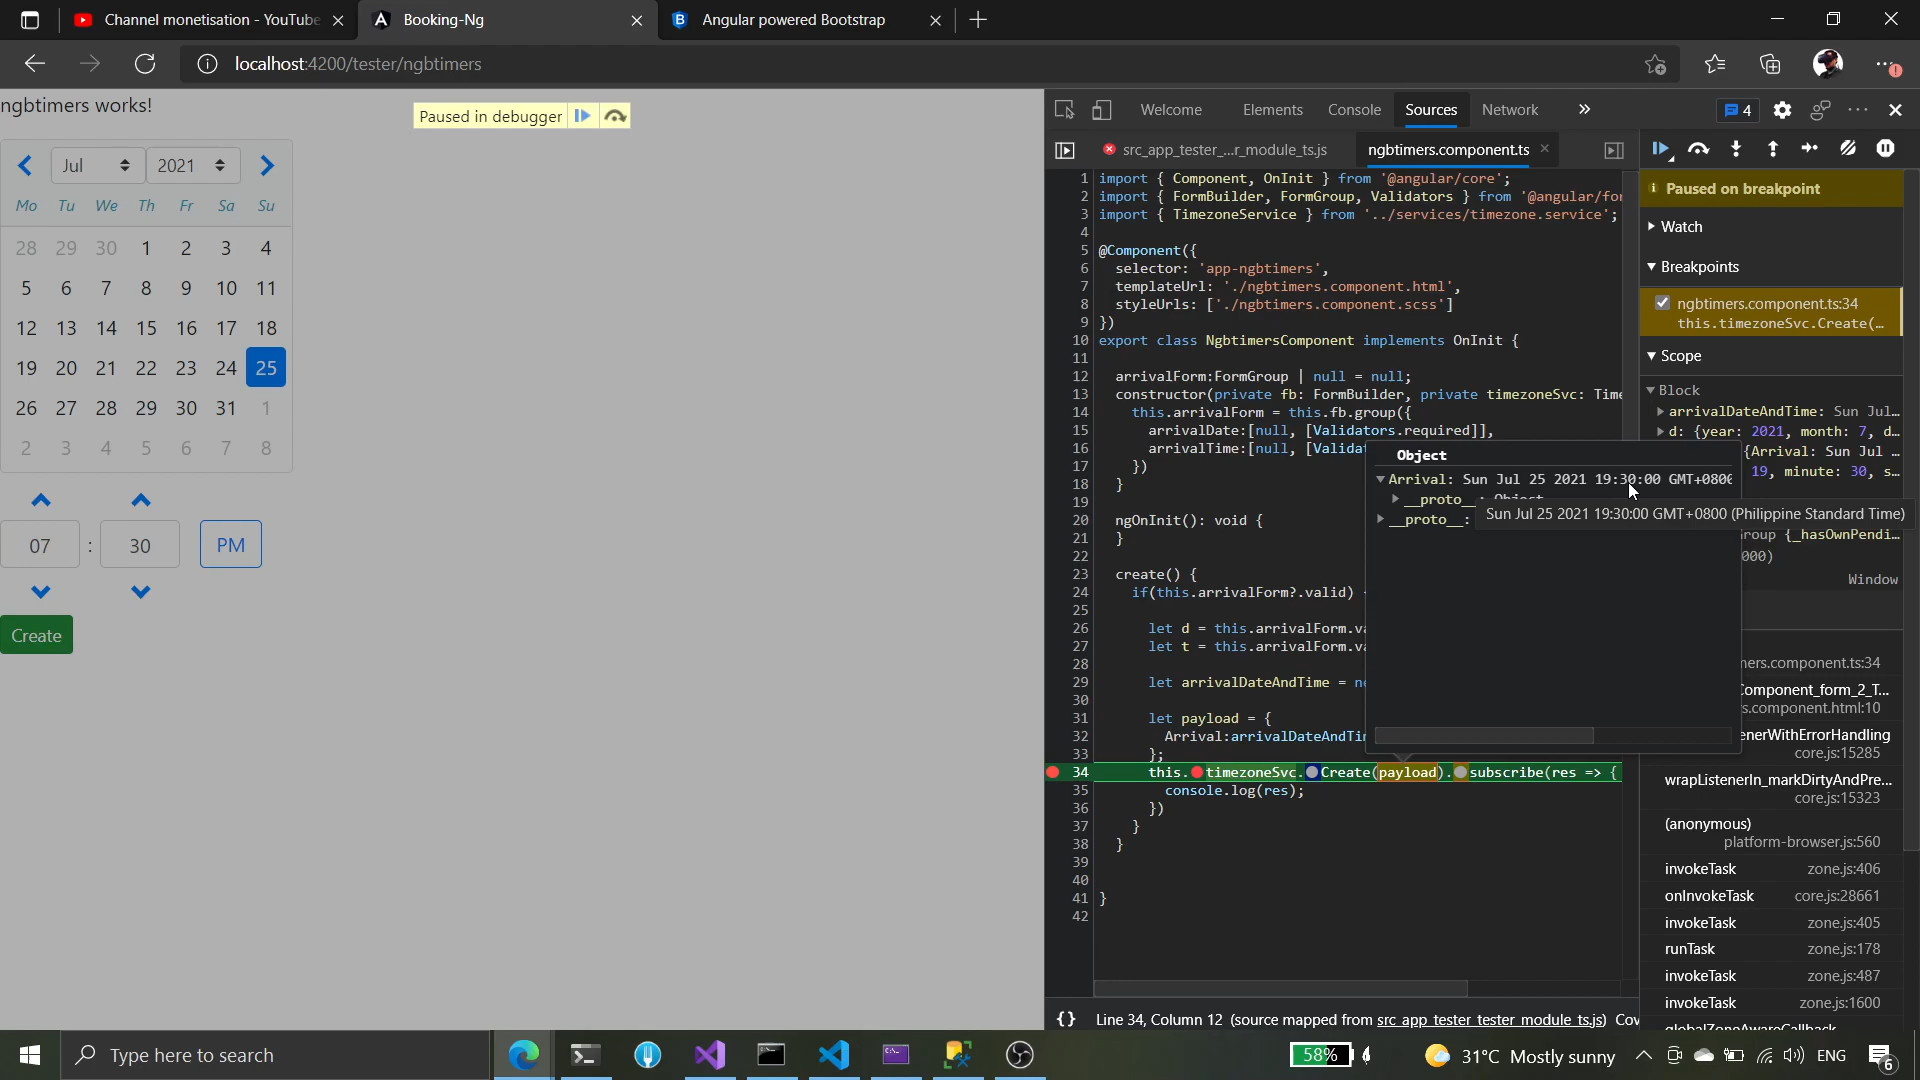 Channel monetisation - YouTube
Booking-Ng
Angular powered Bootstrap
localhost:4200/tester/ngbtimers
ngbtimers works!
Paused in debugger
Jul
2021
Mo Tu We Th Fr Sa Su
28 29 30 1 2 3 4
5 6 7 8 9 10 11
12 13 14 15 16 17 18
19 20 21 22 23 24 25
26 27 28 29 30 31 1
2 3 4 5 6 7 8
07 : 30 PM
Create
Welcome Elements Console Sources Network » 4
src_app_tester_...r_module_ts.js
ngbtimers.component.ts
1 import { Component, OnInit } from '@angular/core';
2 import { FormBuilder, FormGroup, Validators } from '@angular/for
3 import { TimezoneService } from '../services/timezone.service';
4
5 @Component({
6 selector: 'app-ngbtimers',
7 templateUrl: './ngbtimers.component.html',
8 styleUrls: ['./ngbtimers.component.scss']
9 })
10 export class NgbtimersComponent implements OnInit {
11
12 arrivalForm:FormGroup | null = null;
13 constructor(private fb: FormBuilder, private timezoneSvc: Time
14 this.arrivalForm = this.fb.group({
15 arrivalDate:[null, [Validators.required]],
16 arrivalTime:[null, [Valida
17 })
18 }
19
20 ngOnInit(): void {
21 }
22
23 create() {
24 if(this.arrivalForm?.valid)
25
26 let d = this.arrivalForm.va
27 let t = this.arrivalForm.va
28
29 let arrivalDateAndTime = ne
30
31 let payload = {
32 Arrival:arrivalDateAndTi
33 };
34 this.timezoneSvc.Create(payload).subscribe(res => {
35 console.log(res);
36 })
37 }
38 }
39
40
41 }
42
Object
Arrival: Sun Jul 25 2021 19:30:00 GMT+0800
__proto__: Object
__proto__:
Sun Jul 25 2021 19:30:00 GMT+0800 (Philippine Standard Time)
{} Line 34, Column 12 (source mapped from src_app_tester_tester_module_ts.js) Cov
Paused on breakpoint
Watch
Breakpoints
ngbtimers.component.ts:34
this.timezoneSvc.Create(…
Scope
Block
arrivalDateAndTime: Sun Jul…
d: {year: 2021, month: 7, d…
{Arrival: Sun Jul …
19, minute: 30, s…
roup {_hasOwnPendi…
000)
Window
ners.component.ts:34
Component_form_2_T...
s.component.html:10
enerWithErrorHandling
core.js:15285
wrapListenerIn_markDirtyAndPre...
core.js:15323
(anonymous)
platform-browser.js:560
invokeTask zone.js:406
onInvokeTask core.js:28661
invokeTask zone.js:405
runTask zone.js:178
invokeTask zone.js:487
invokeTask zone.js:1600
globalZoneAwareCallback
Type here to search
58%
31°C Mostly sunny
ENG
6